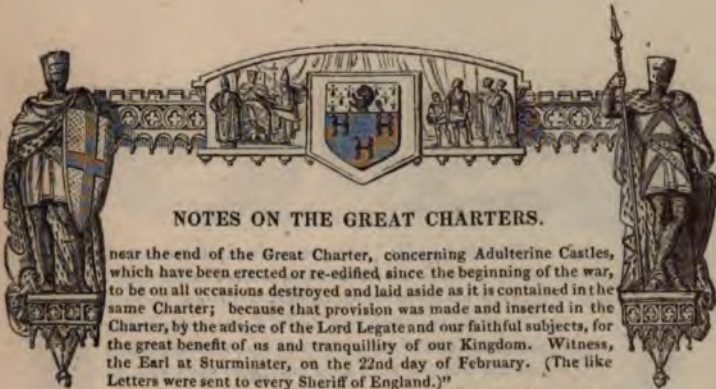 NOTES ON THE GREAT CHARTERS.
near the end of the Great Charter, concerning Adulterine Castles,
which have been erected or re-edified since the beginning of the war,
to be on all occasions destroyed and laid aside as it is contained in the
same Charter; because that provision was made and inserted in the
Charter, by the advice of the Lord Legate and our faithful subjects, for
the great benefit of us and tranquillity of our Kingdom. Witness,
the Earl at Sturminster, on the 22nd day of February. (The like
Letters were sent to every Sheriff of England.)"